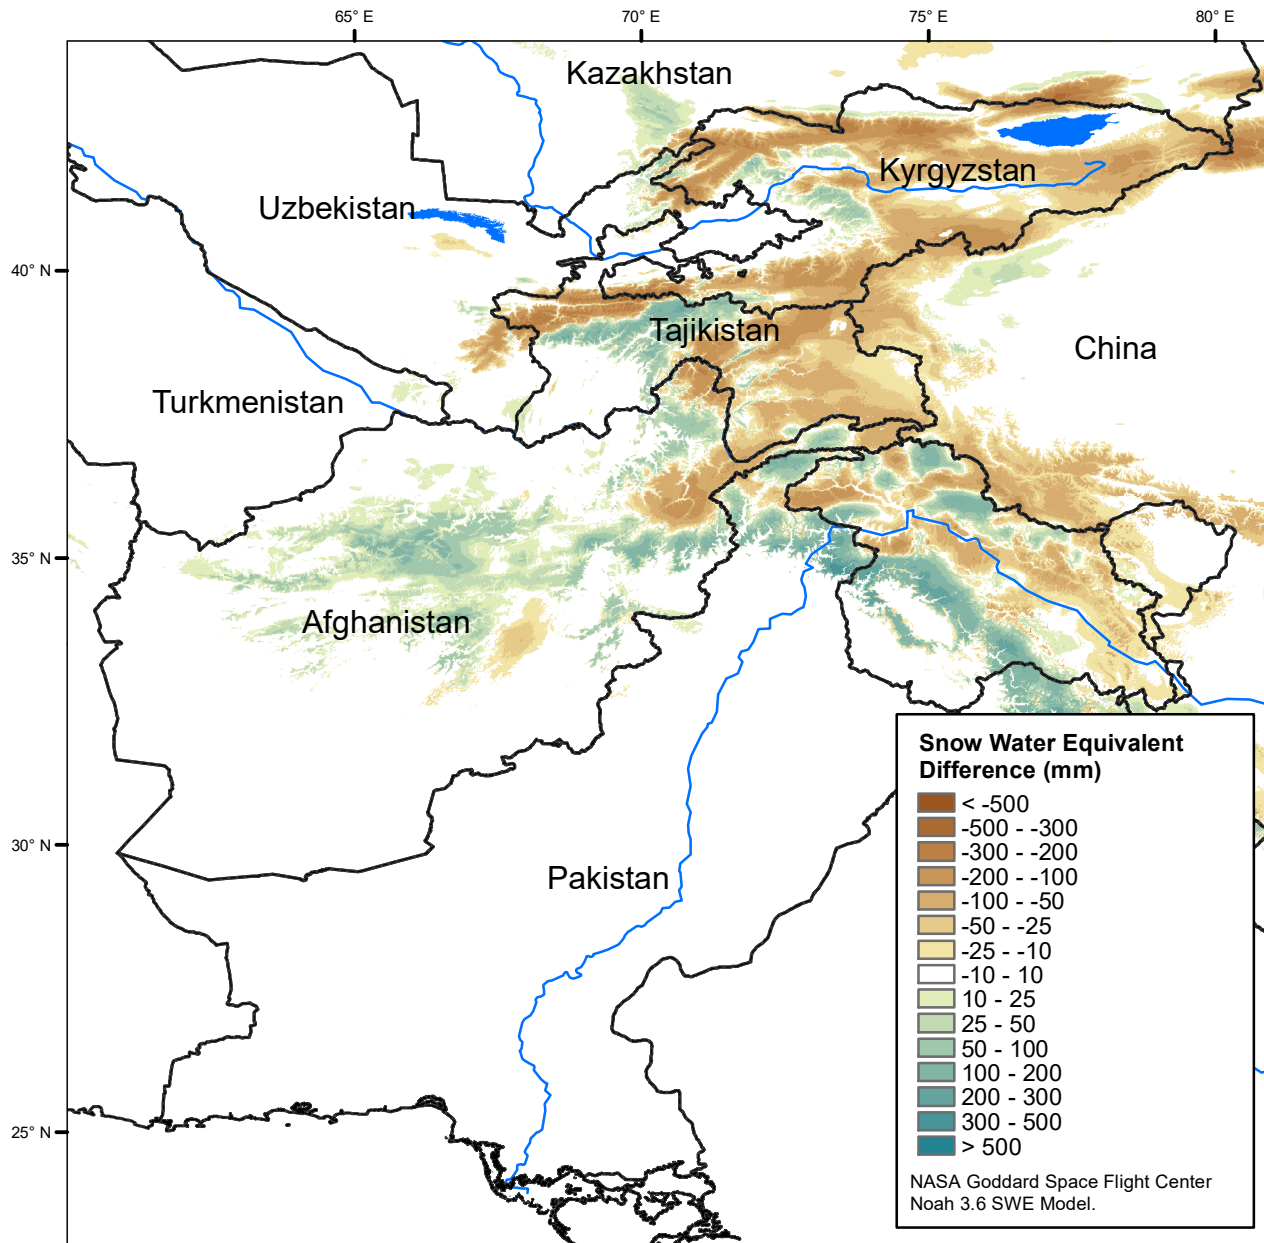 65° E
70° E
75° E
80° E
Kazakhstan
Kyrgyzstan
Uzbekistan
40° N
Tajikistan
China
Turkmenistan
35° N
Afghanistan
Snow Water Equivalent
Difference (mm)
< -500
-500 - -300
-300 - -200
-200 - -100
-100 - -50
-50 - -25
-25 - -10
-10 - 10
10 - 25
25 - 50
50 - 100
100 - 200
200 - 300
300 - 500
> 500
NASA Goddard Space Flight Center
Noah 3.6 SWE Model.
30° N
Pakistan
25° N